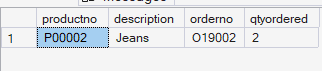 productno description orderno qtyordered
1 P00002 Jeans O19002 2